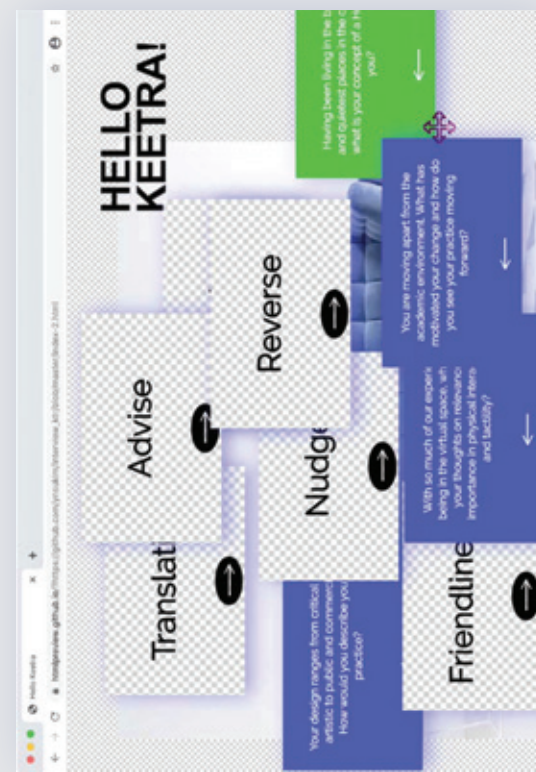 Hello Keetra
HELLO
KEETRA!
Advise
Reverse
Translati
Nudge
Friendline
Having been living in the b
and quietest places in the c
what is your concept of a H
you?
You are moving apart from the
academic environment. What has
motivated your change and how do
you see your practice moving
forward?
With so much of our experi
being in the virtual space, wh
your thoughts on relevanc
importance in physical intera
and tactility?
Your design ranges from critical
artistic to public and commerc
How would you describe you
practice?